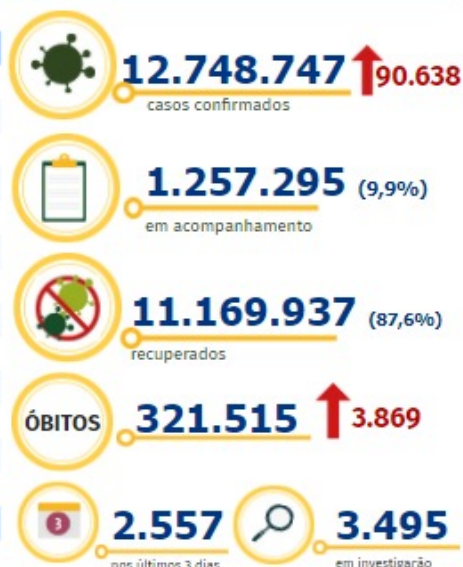 12.748.747 90.638
casos confirmados
1.257.295 (9,9%)
em acompanhamento
11.169.937 (87,6%)
recuperados
ÓBITOS 321.515 3.869
3 2.557 3.495
nos últimos 3 dias em investigação